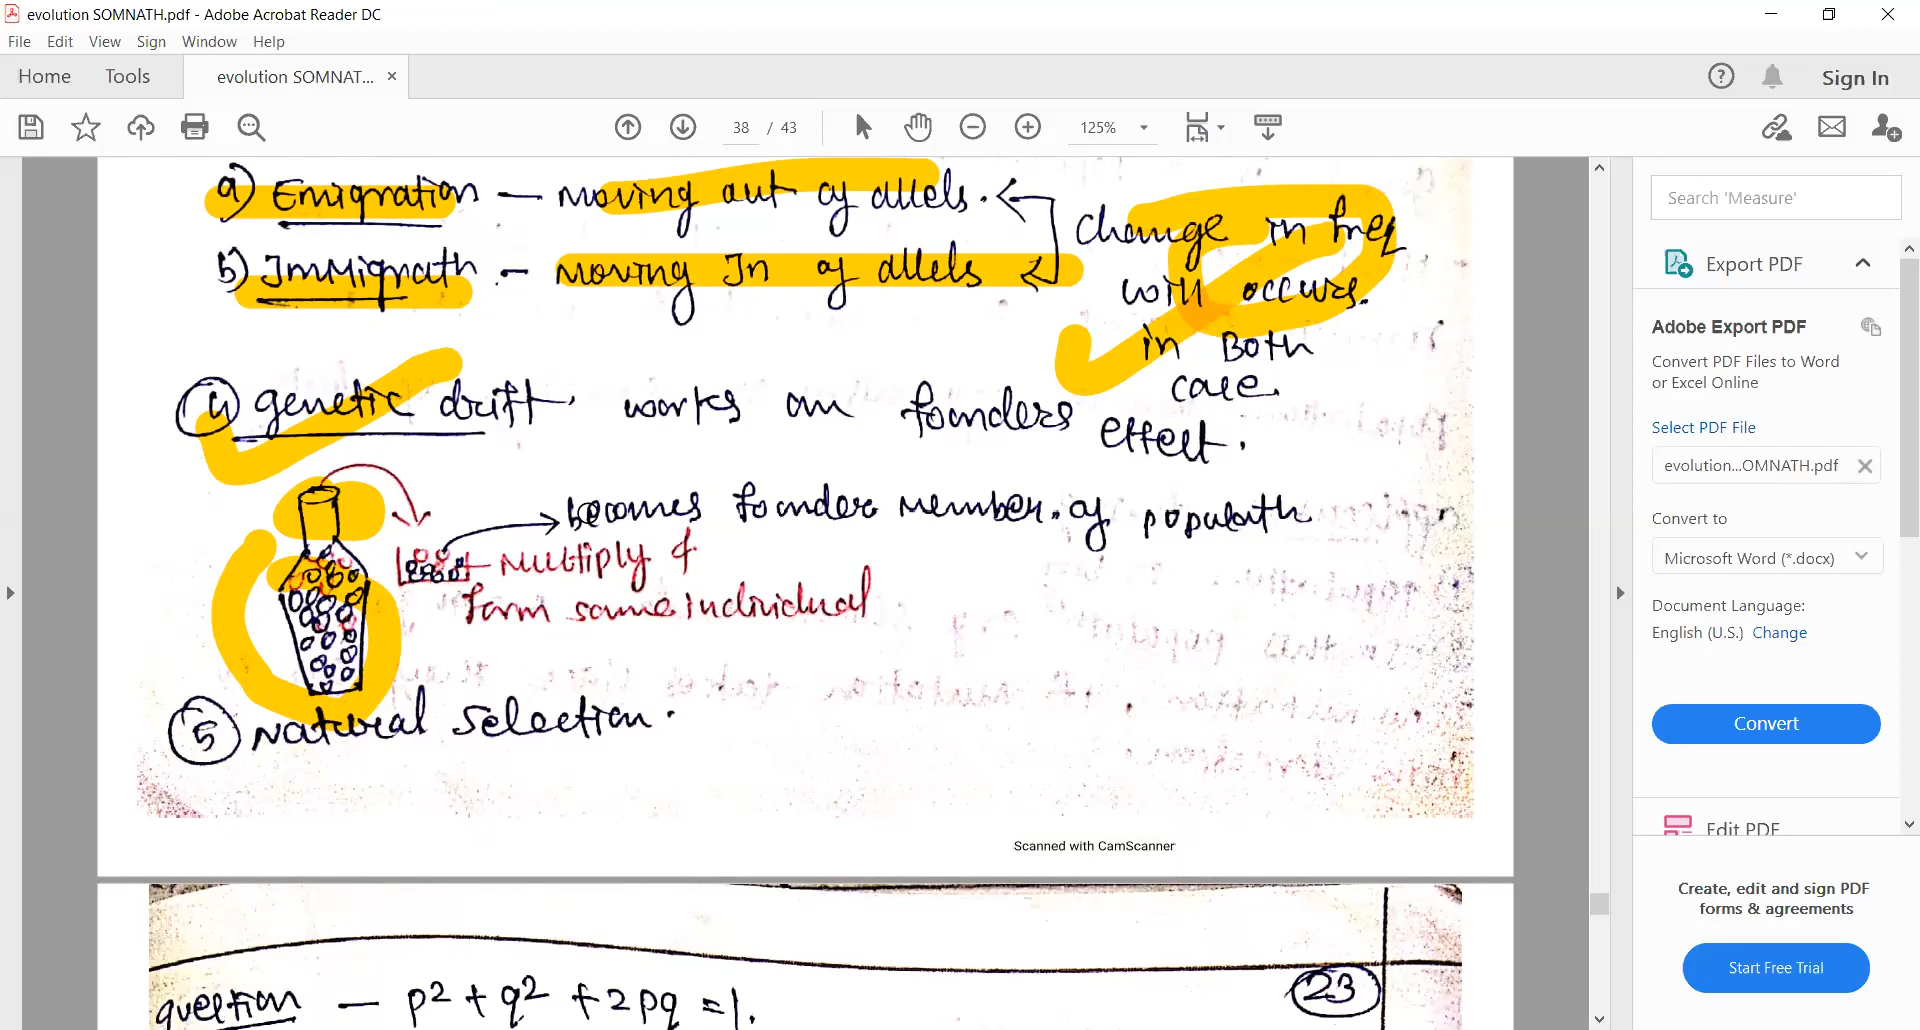 evolution SOMNATH.pdf - Adobe Acrobat Reader DC
File Edit View Sign Window Help
Home Tools evolution SOMNAT... × Sign In
38 / 43 125%
a) Emigration — moving out of allels.
b) Immigrath — moving In of allels
Change in freq
will occurs.
in Both
case.
4 genetic drift works on founders effect.
becomes founder member of populath
multiply &
form same individual
5 Natural selection.
Scanned with CamScanner
question — p² + q² + 2pq = 1.
23
Search 'Measure'
Export PDF
Adobe Export PDF
Convert PDF Files to Word
or Excel Online
Select PDF File
evolution...OMNATH.pdf
Convert to
Microsoft Word (*.docx)
Document Language:
English (U.S.) Change
Convert
Edit PDF
Create, edit and sign PDF
forms & agreements
Start Free Trial